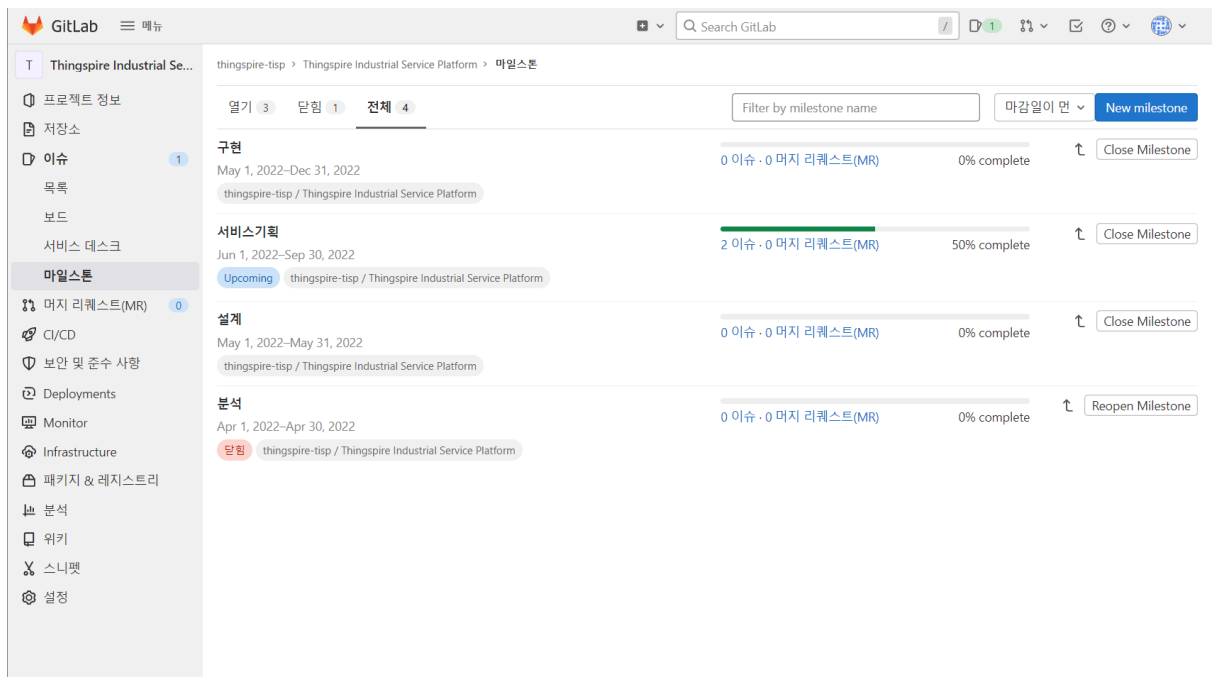 GitLab 메뉴 Search GitLab / 1
T Thingspire Industrial Se...
프로젝트 정보
저장소
이슈 1
목록
보드
서비스 데스크
마일스톤
머지 리퀘스트(MR) 0
CI/CD
보안 및 준수 사항
Deployments
Monitor
Infrastructure
패키지 & 레지스트리
분석
위키
스니펫
설정
thingspire-tisp › Thingspire Industrial Service Platform › 마일스톤
열기 3 닫힘 1 전체 4 Filter by milestone name 마감일이 먼 New milestone
구현
May 1, 2022–Dec 31, 2022
thingspire-tisp / Thingspire Industrial Service Platform
0 이슈 · 0 머지 리퀘스트(MR) 0% complete
Close Milestone
서비스기획
Jun 1, 2022–Sep 30, 2022
Upcoming thingspire-tisp / Thingspire Industrial Service Platform
2 이슈 · 0 머지 리퀘스트(MR) 50% complete
Close Milestone
설계
May 1, 2022–May 31, 2022
thingspire-tisp / Thingspire Industrial Service Platform
0 이슈 · 0 머지 리퀘스트(MR) 0% complete
Close Milestone
분석
Apr 1, 2022–Apr 30, 2022
닫힘 thingspire-tisp / Thingspire Industrial Service Platform
0 이슈 · 0 머지 리퀘스트(MR) 0% complete
Reopen Milestone